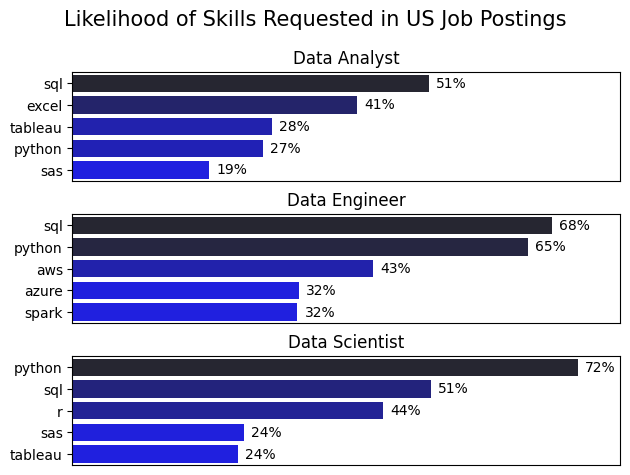 Likelihood of Skills Requested in US Job Postings
Data Analyst
sql 51%
excel 41%
tableau 28%
python 27%
sas 19%
Data Engineer
sql 68%
python 65%
aws 43%
azure 32%
spark 32%
Data Scientist
python 72%
sql 51%
r 44%
sas 24%
tableau 24%